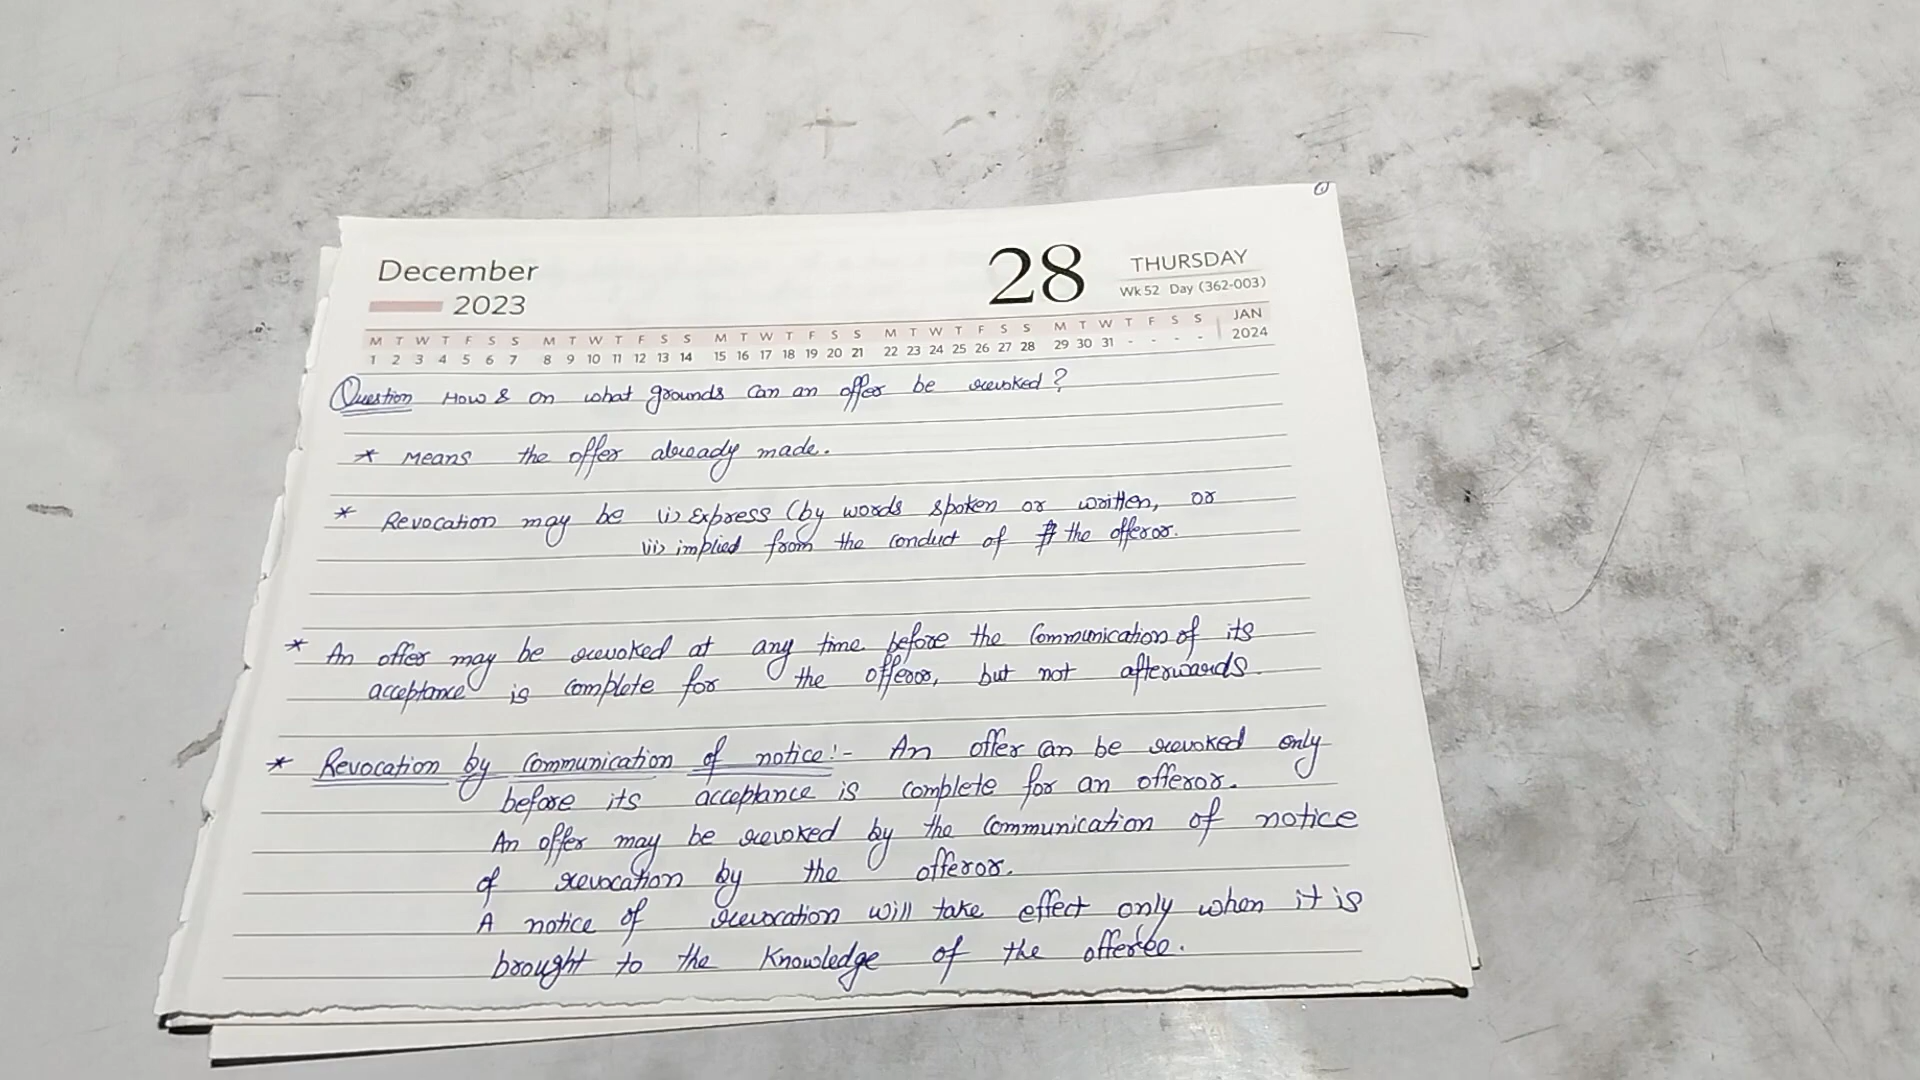 ①
December 28 THURSDAY
2023 Wk 52 Day (362-003)
M T W T F S S M T W T F S S M T W T F S S M T W T F S S M T W T F S S JAN
1 2 3 4 5 6 7 8 9 10 11 12 13 14 15 16 17 18 19 20 21 22 23 24 25 26 27 28 29 30 31 - - - - 2024
Question How & on what grounds can an offer be revoked?
* Means the offer already made.
* Revocation may be (i) Express (by words spoken or written, or
(ii) implied from the conduct of the offeror.
* An offer may be revoked at any time before the communication of its
acceptance is complete for the offeror, but not afterwards.
* Revocation by communication of notice:- An offer can be revoked only
before its acceptance is complete for an offeror.
An offer may be revoked by the communication of notice
of revocation by the offeror.
A notice of revocation will take effect only when it is
brought to the knowledge of the offeree.